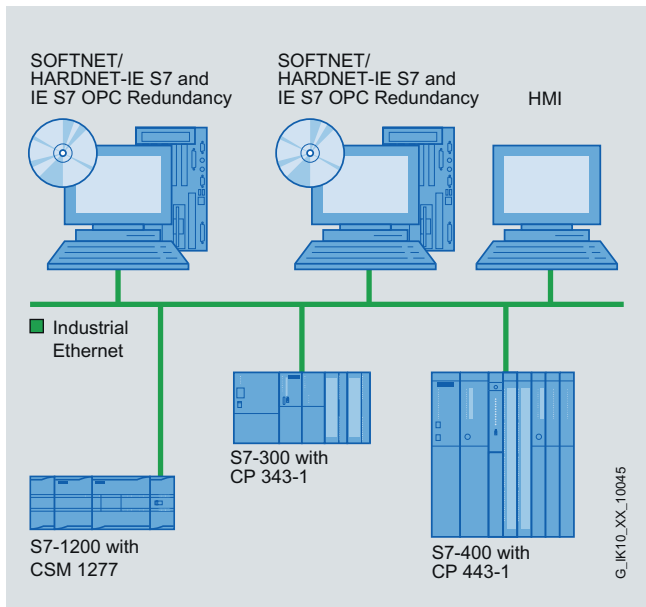 SOFTNET/
HARDNET-IE S7 and
IE S7 OPC Redundancy
SOFTNET/
HARDNET-IE S7 and
IE S7 OPC Redundancy
HMI
Industrial
Ethernet
S7-300 with
CP 343-1
S7-1200 with
CSM 1277
S7-400 with
CP 443-1
G_IK10_XX_10045